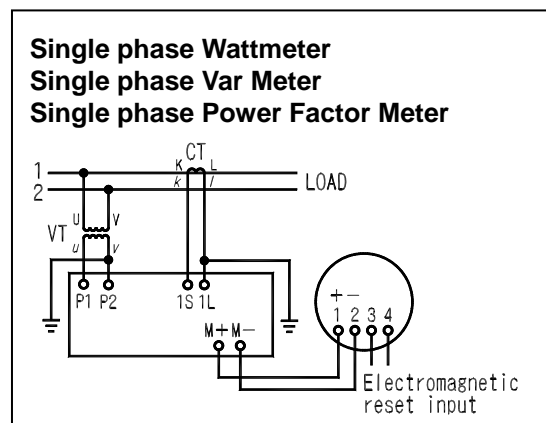 Single phase Wattmeter
Single phase Var Meter
Single phase Power Factor Meter
CT
1 K L
k l LOAD
2
U V
VT
u v
P1 P2 1S 1L
+ -
1 2 3 4
M+ M-
Electromagnetic
reset input